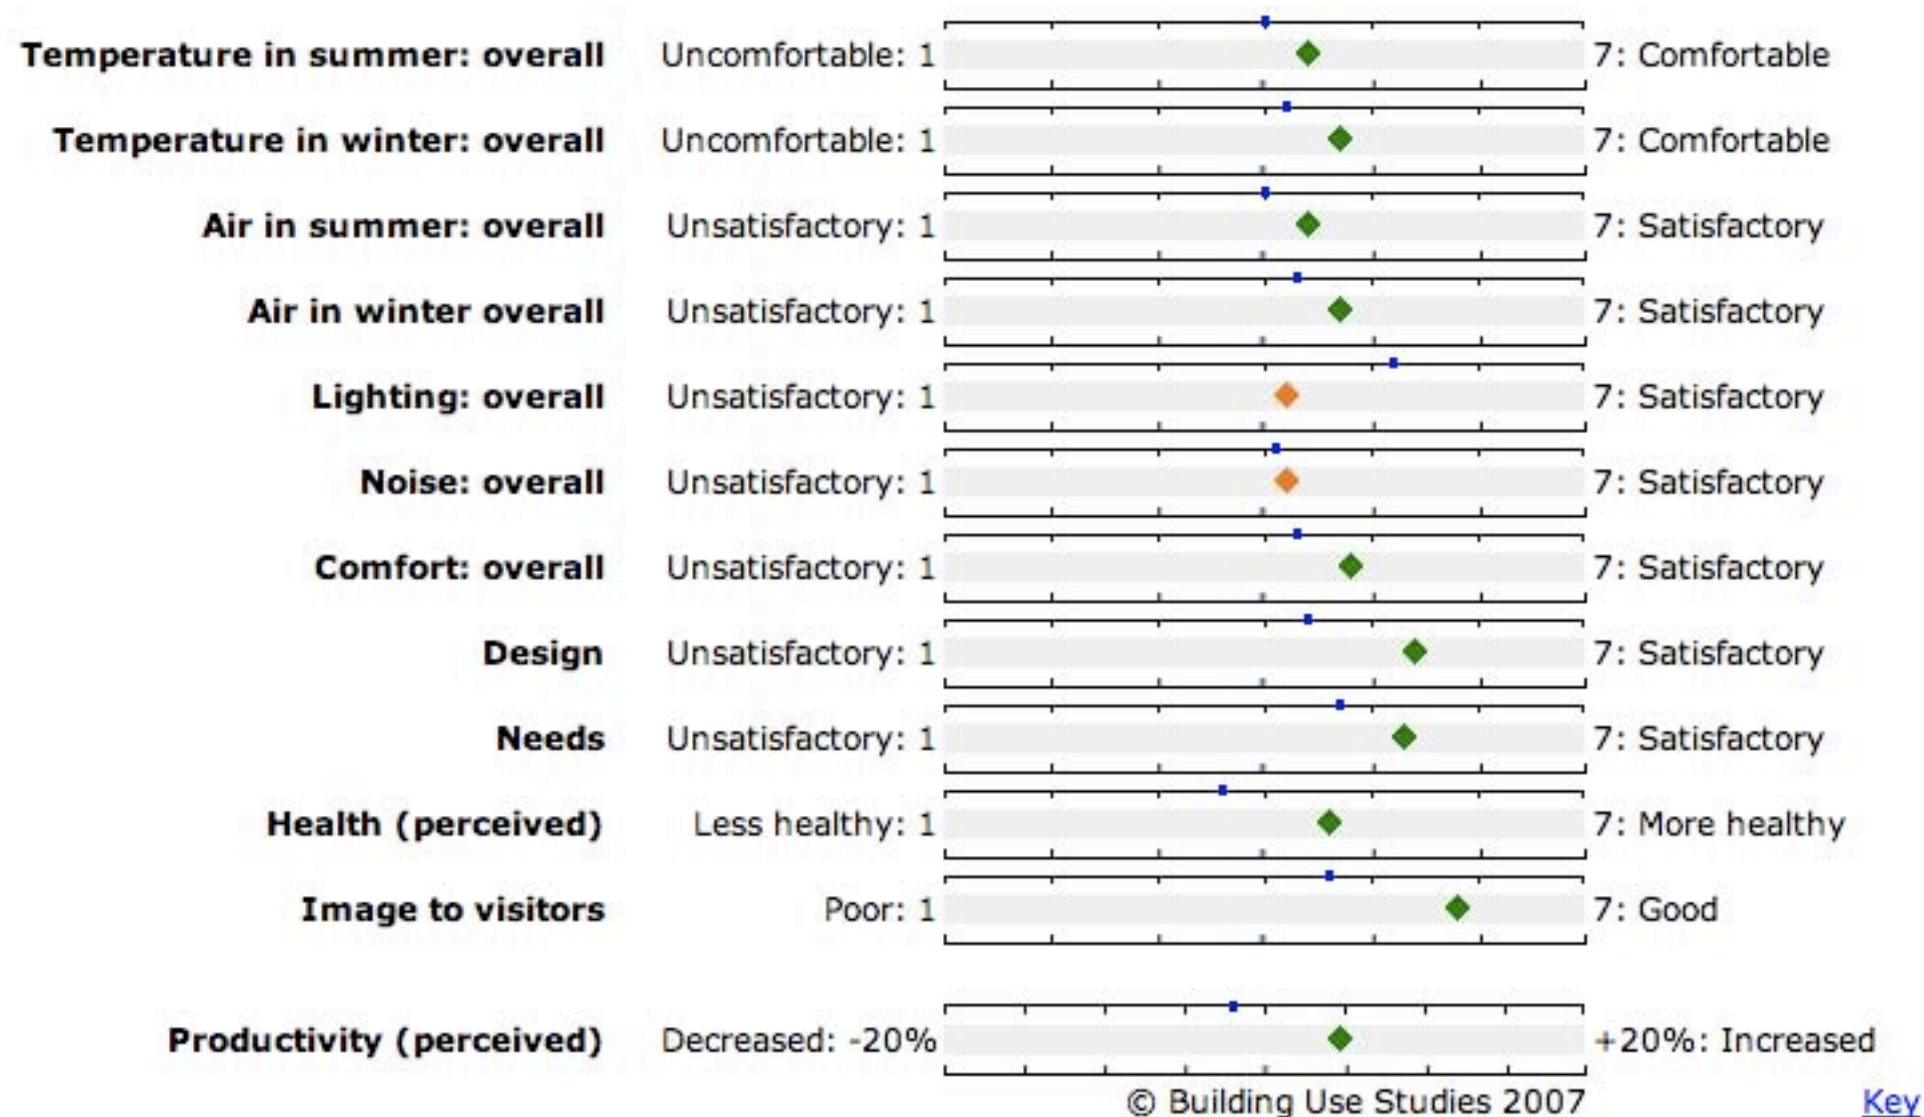 Temperature in summer: overall Uncomfortable: 1 7: Comfortable
Temperature in winter: overall Uncomfortable: 1 7: Comfortable
Air in summer: overall Unsatisfactory: 1 7: Satisfactory
Air in winter overall Unsatisfactory: 1 7: Satisfactory
Lighting: overall Unsatisfactory: 1 7: Satisfactory
Noise: overall Unsatisfactory: 1 7: Satisfactory
Comfort: overall Unsatisfactory: 1 7: Satisfactory
Design Unsatisfactory: 1 7: Satisfactory
Needs Unsatisfactory: 1 7: Satisfactory
Health (perceived) Less healthy: 1 7: More healthy
Image to visitors Poor: 1 7: Good
Productivity (perceived) Decreased: -20% +20%: Increased
© Building Use Studies 2007 Key